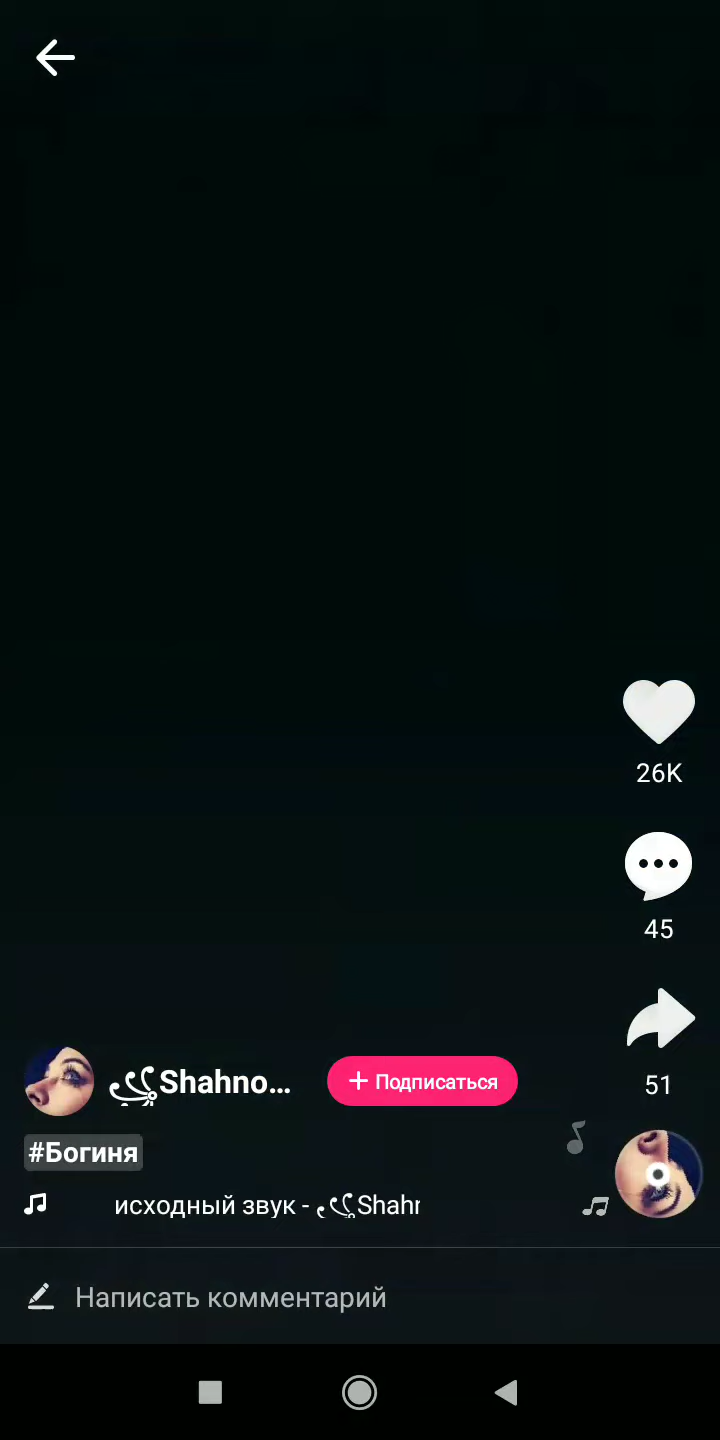 26K
45
51
Shahno...
+ Подписаться
#Богиня
исходный звук - Shahr
Написать комментарий